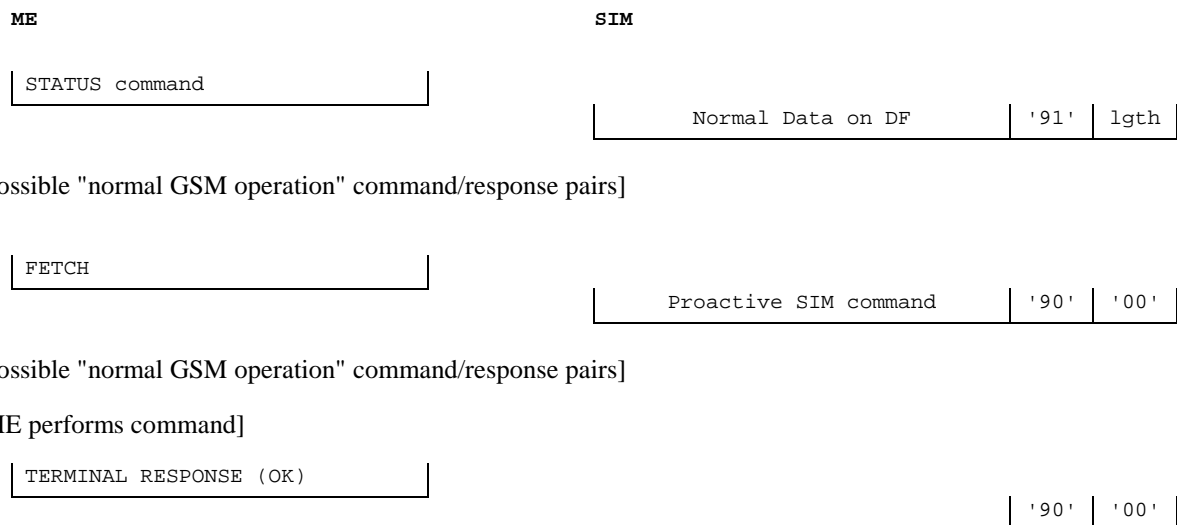 ME SIM
STATUS command
Normal Data on DF '91' lgth
ossible "normal GSM operation" command/response pairs]
FETCH
Proactive SIM command '90' '00'
ossible "normal GSM operation" command/response pairs]
IE performs command]
TERMINAL RESPONSE (OK)
'90' '00'